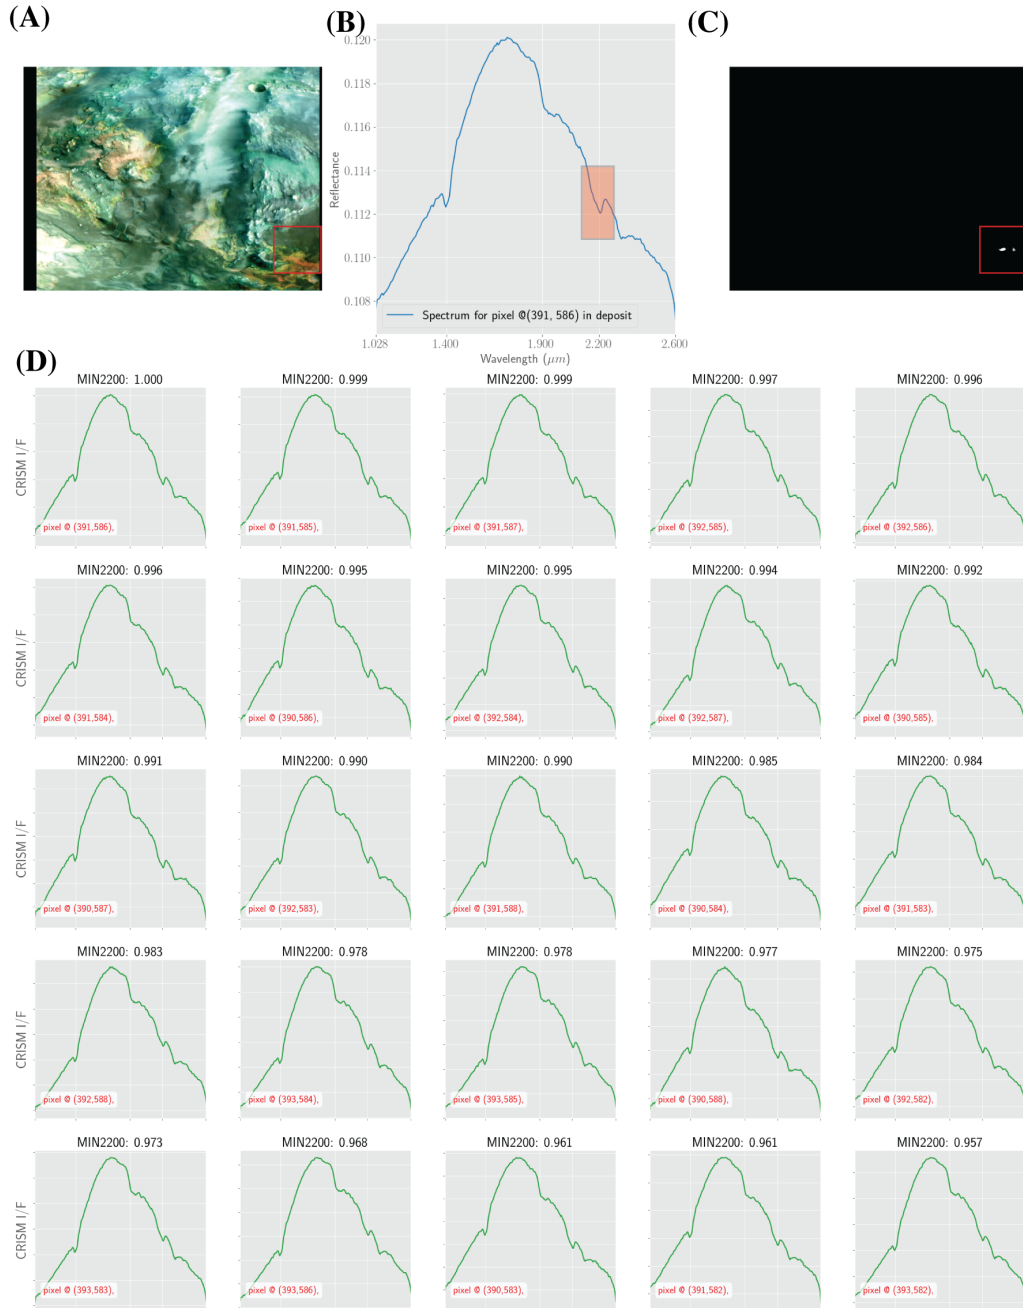 (A)
(B)
(C)
0.120
0.118
0.116
0.114
0.112
0.110
0.108
Reflectance
Spectrum for pixel @(391, 586) in deposit
1.028 1.400 1.900 2.200 2.600
Wavelength (μm)
(D)
MIN2200: 1.000 MIN2200: 0.999 MIN2200: 0.999 MIN2200: 0.997 MIN2200: 0.996
CRISM I/F
pixel @ (391,586), pixel @ (391,585), pixel @ (391,587), pixel @ (392,585), pixel @ (392,586),
MIN2200: 0.996 MIN2200: 0.995 MIN2200: 0.995 MIN2200: 0.994 MIN2200: 0.992
CRISM I/F
pixel @ (391,584), pixel @ (390,586), pixel @ (392,584), pixel @ (392,587), pixel @ (390,585),
MIN2200: 0.991 MIN2200: 0.990 MIN2200: 0.990 MIN2200: 0.985 MIN2200: 0.984
CRISM I/F
pixel @ (390,587), pixel @ (392,583), pixel @ (391,588), pixel @ (390,584), pixel @ (391,583),
MIN2200: 0.983 MIN2200: 0.978 MIN2200: 0.978 MIN2200: 0.977 MIN2200: 0.975
CRISM I/F
pixel @ (392,588), pixel @ (393,584), pixel @ (393,585), pixel @ (390,588), pixel @ (392,582),
MIN2200: 0.973 MIN2200: 0.968 MIN2200: 0.961 MIN2200: 0.961 MIN2200: 0.957
CRISM I/F
pixel @ (393,583), pixel @ (393,586), pixel @ (390,583), pixel @ (391,582), pixel @ (393,582),